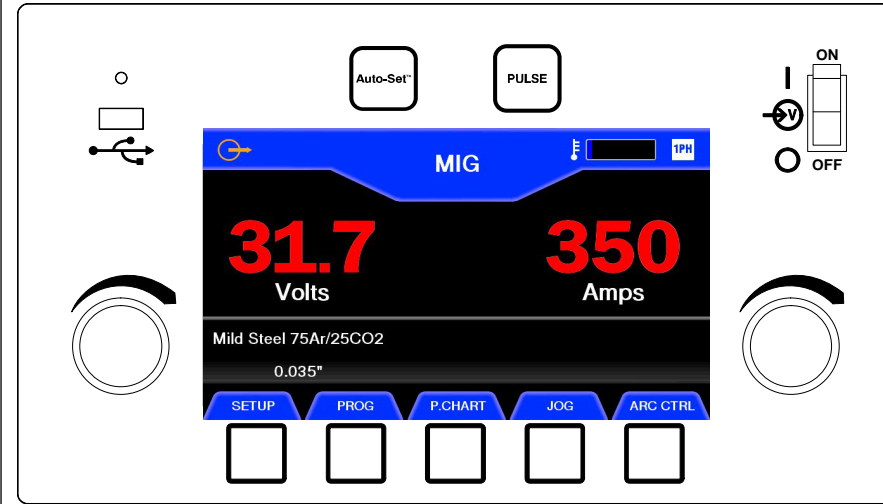 Auto-Set™
PULSE
ON
V
OFF
MIG
1PH
31.7
Volts
350
Amps
Mild Steel 75Ar/25CO2
0.035"
SETUP
PROG
P.CHART
JOG
ARC CTRL